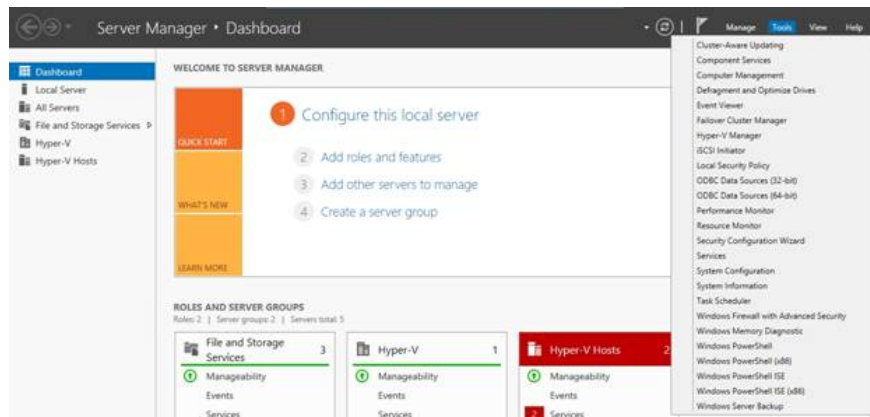 Server Manager • Dashboard
Manage Tools View Help
Dashboard
Local Server
All Servers
File and Storage Services
Hyper-V
Hyper-V Hosts
WELCOME TO SERVER MANAGER
QUICK START
WHAT'S NEW
LEARN MORE
1 Configure this local server
2 Add roles and features
3 Add other servers to manage
4 Create a server group
ROLES AND SERVER GROUPS
Roles: 2 | Server groups: 2 | Servers total: 5
File and Storage Services 3
Manageability
Events
Services
Hyper-V 1
Manageability
Events
Services
Hyper-V Hosts 2
Manageability
Events
2 Services
Cluster-Aware Updating
Component Services
Computer Management
Defragment and Optimize Drives
Event Viewer
Failover Cluster Manager
Hyper-V Manager
iSCSI Initiator
Local Security Policy
ODBC Data Sources (32-bit)
ODBC Data Sources (64-bit)
Performance Monitor
Resource Monitor
Security Configuration Wizard
Services
System Configuration
System Information
Task Scheduler
Windows Firewall with Advanced Security
Windows Memory Diagnostic
Windows PowerShell
Windows PowerShell (x86)
Windows PowerShell ISE
Windows PowerShell ISE (x86)
Windows Server Backup